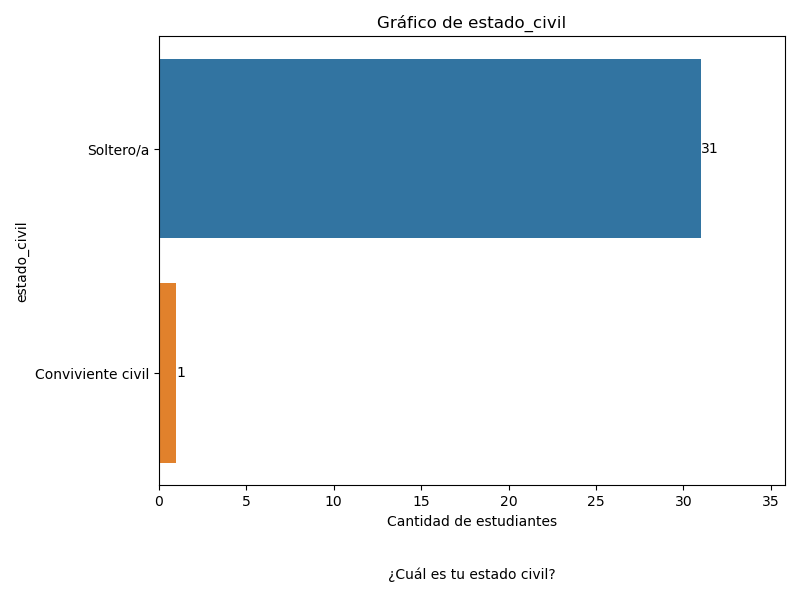 Gráfico de estado_civil
estado_civil
Soltero/a
31
Conviviente civil
1
0 5 10 15 20 25 30 35
Cantidad de estudiantes
¿Cuál es tu estado civil?